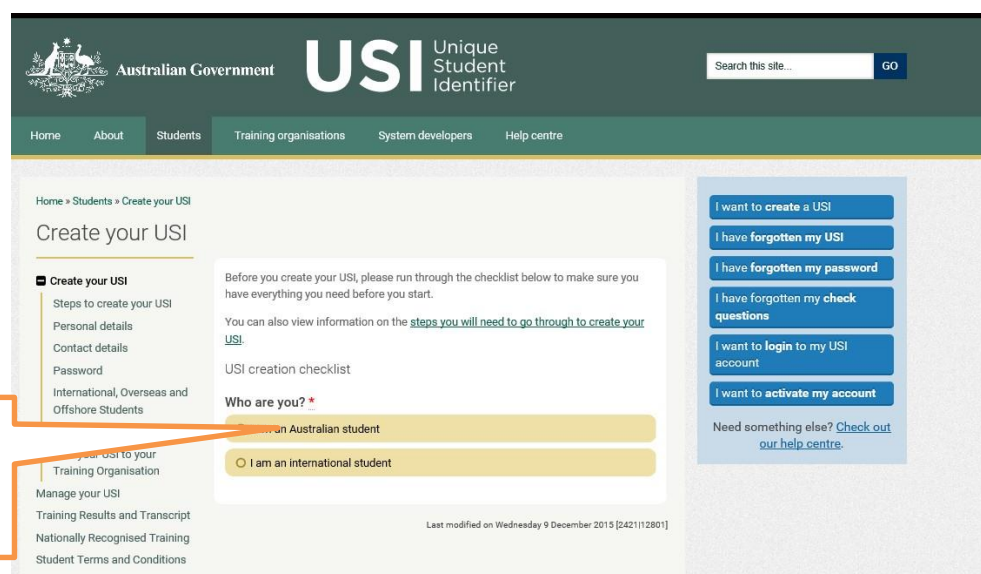 Australian Government
USI
Unique
Student
Identifier
Search this site...
GO
Home
About
Students
Training organisations
System developers
Help centre
Home » Students » Create your USI
Create your USI
Create your USI
Steps to create your USI
Personal details
Contact details
Password
International, Overseas and
Offshore Students
your USI to your
Training Organisation
Manage your USI
Training Results and Transcript
Nationally Recognised Training
Student Terms and Conditions
Before you create your USI, please run through the checklist below to make sure you
have everything you need before you start.
You can also view information on the steps you will need to go through to create your
USI.
USI creation checklist
Who are you? *
an Australian student
I am an international student
Last modified on Wednesday 9 December 2015 [2421|12801]
I want to create a USI
I have forgotten my USI
I have forgotten my password
I have forgotten my check
questions
I want to login to my USI
account
I want to activate my account
Need something else? Check out
our help centre.